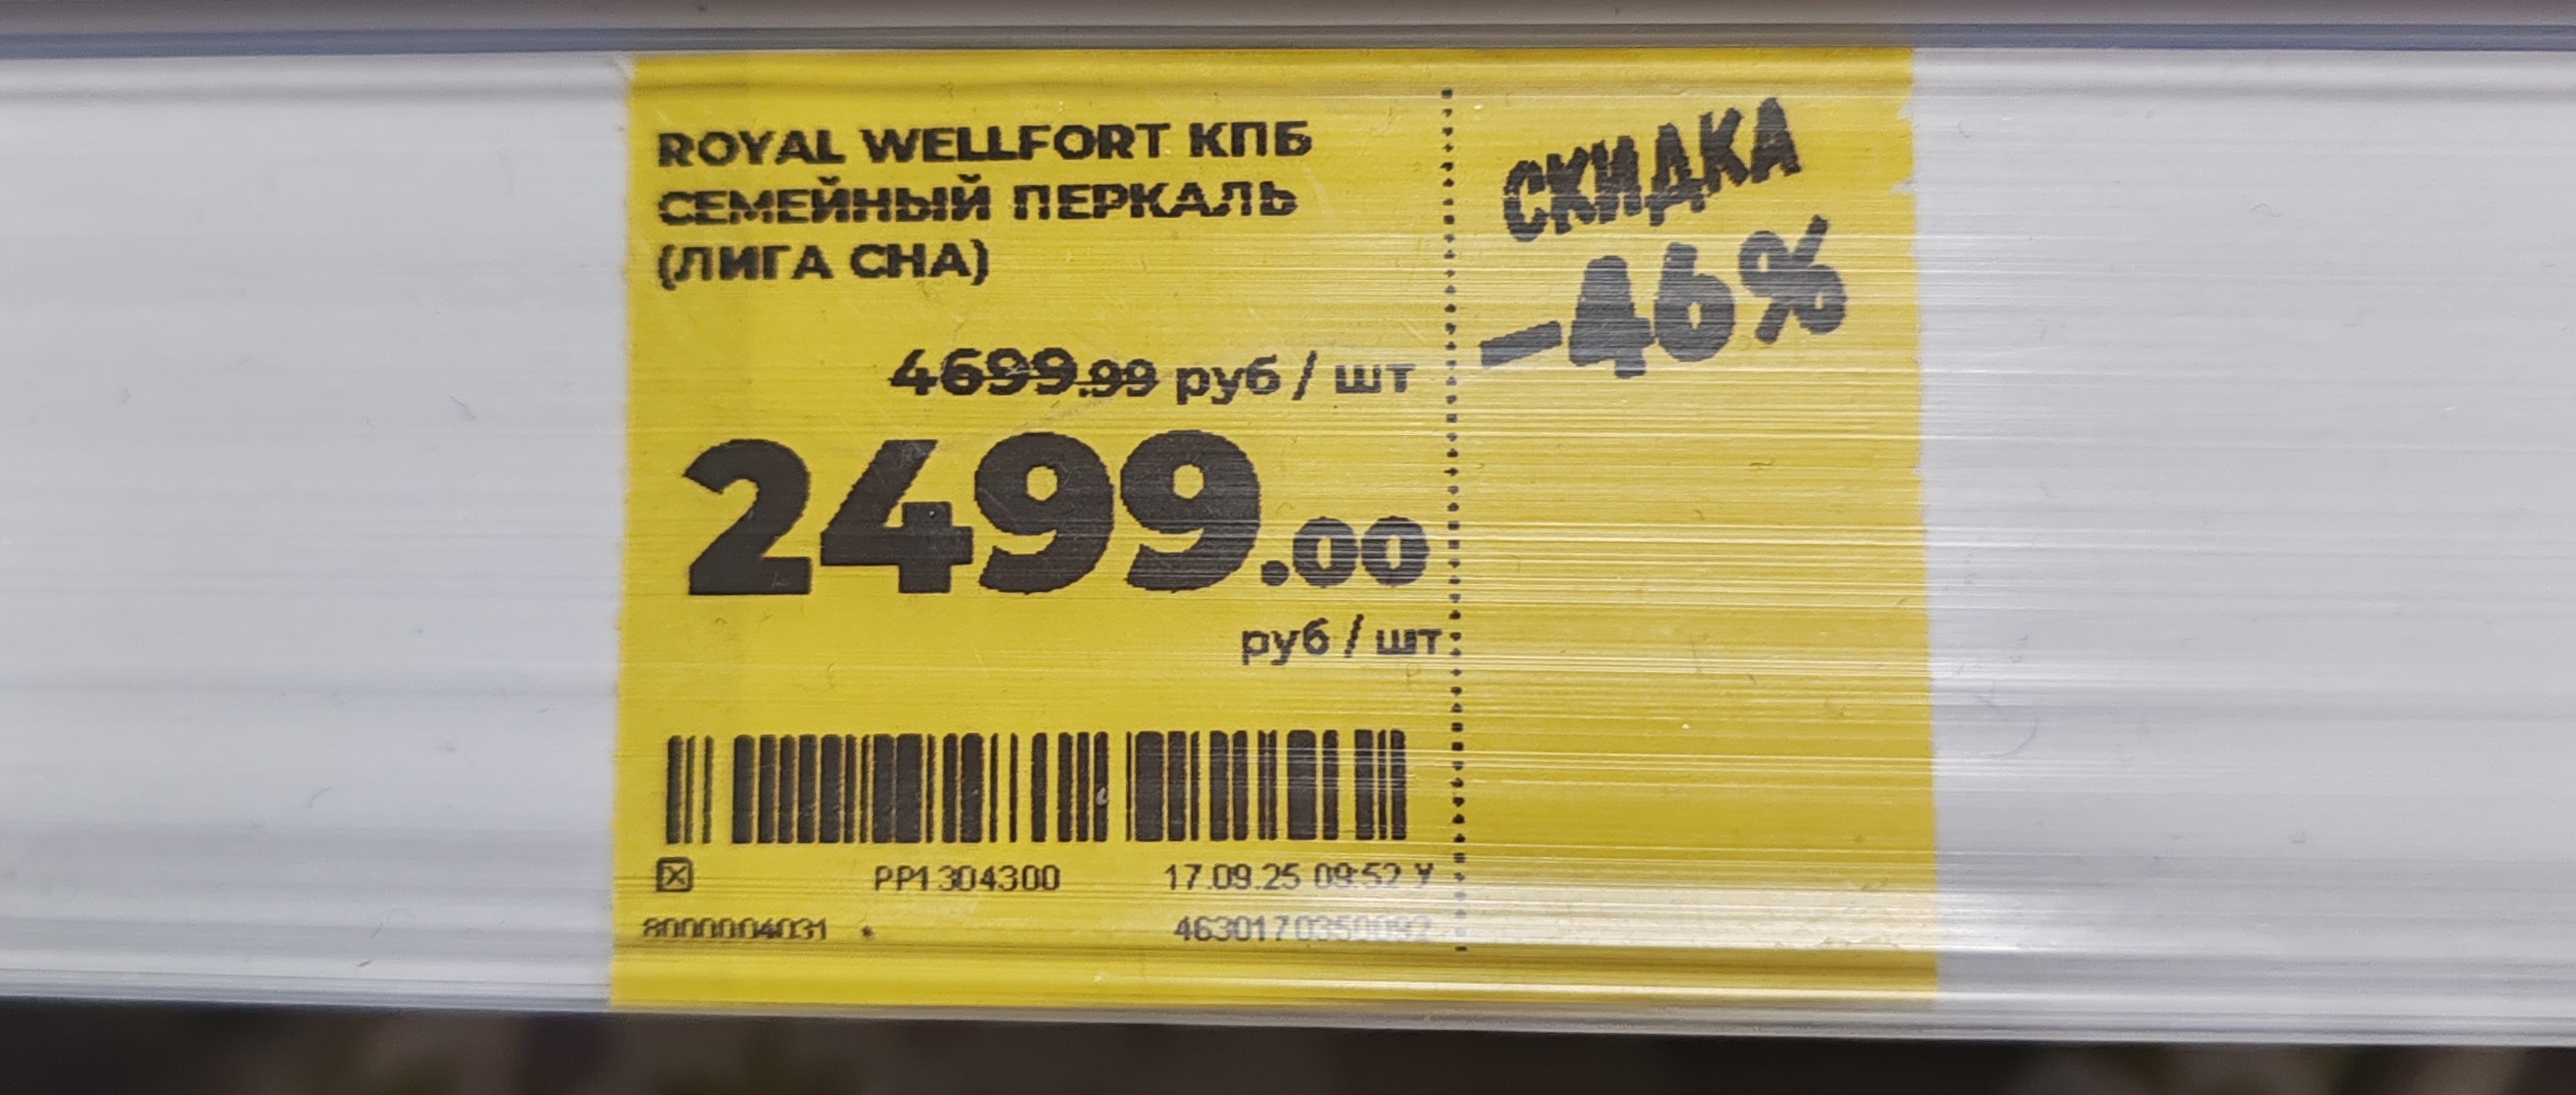 ROYAL WELLFORT КПБ
СЕМЕЙНЫЙ ПЕРКАЛЬ
(ЛИГА СНА)
4699.99 руб / шт
2499.00
руб / шт
СКИДКА
-46%
PP1304300 17.09.25 09:52 У
8000004031
4630170350092